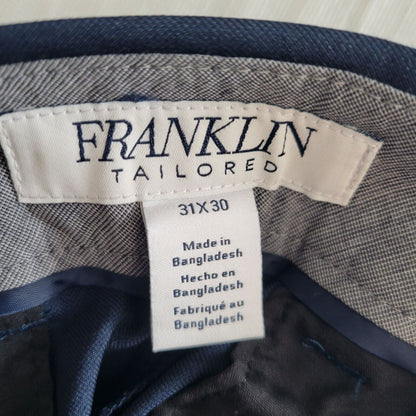 FRANKLIN
TAILORED
31X30
Made in
Bangladesh
Hecho en
Bangladesh
Fabriqué au
Bangladesh